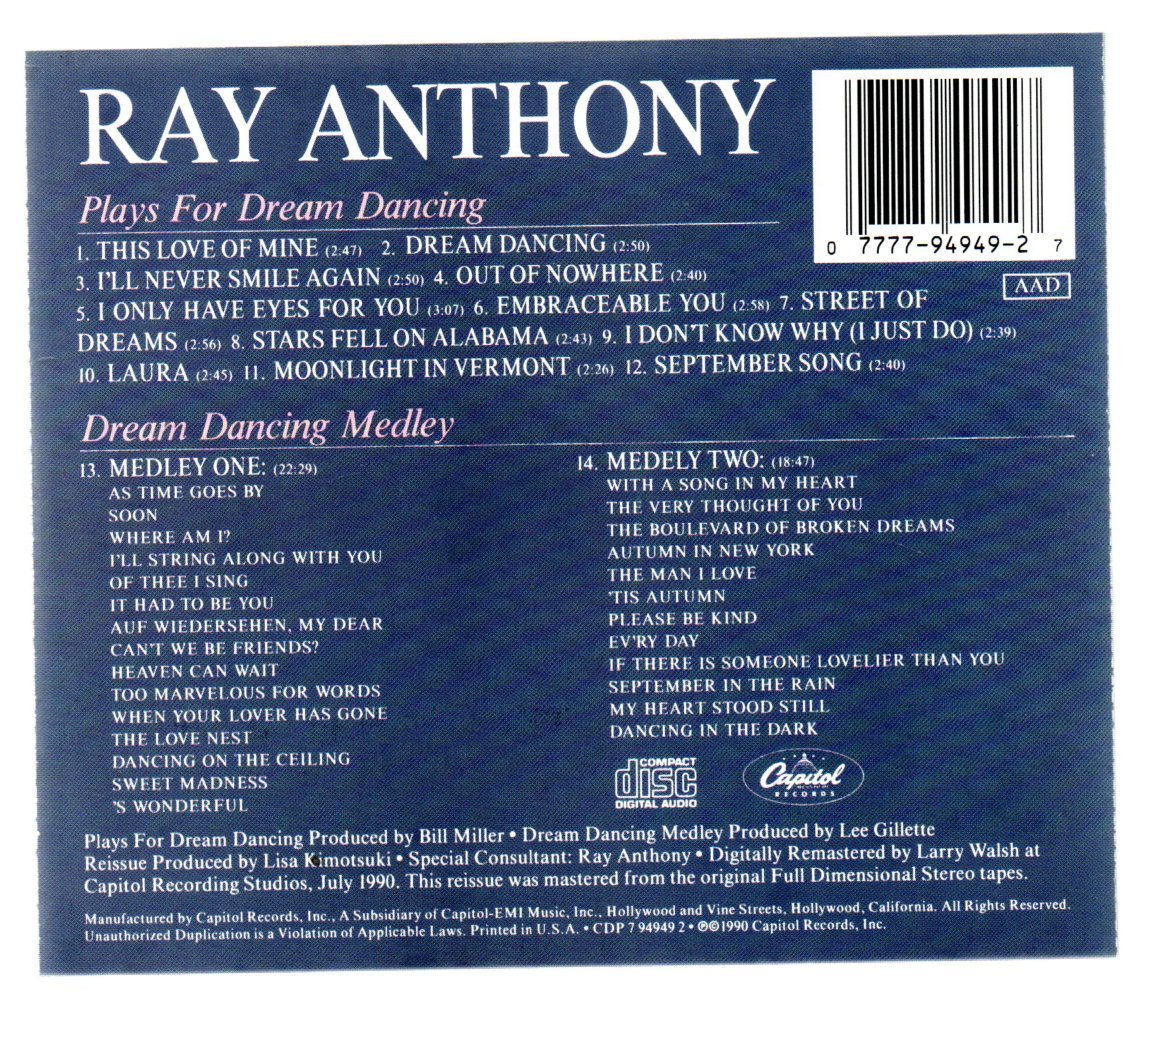 RAY ANTHONY
Plays For Dream Dancing
1. THIS LOVE OF MINE (2:47) 2. DREAM DANCING (2:50)
3. I'LL NEVER SMILE AGAIN (2:50) 4. OUT OF NOWHERE (2:40)
5. I ONLY HAVE EYES FOR YOU (3:07) 6. EMBRACEABLE YOU (2:58) 7. STREET OF
DREAMS (2:56) 8. STARS FELL ON ALABAMA (2:43) 9. I DON'T KNOW WHY (I JUST DO) (2:39)
10. LAURA (2:45) 11. MOONLIGHT IN VERMONT (2:26) 12. SEPTEMBER SONG (2:40)
0 7777-94949-2 7
AAD
Dream Dancing Medley
13. MEDLEY ONE: (22:29)
AS TIME GOES BY
SOON
WHERE AM I?
I'LL STRING ALONG WITH YOU
OF THEE I SING
IT HAD TO BE YOU
AUF WIEDERSEHEN, MY DEAR
CAN'T WE BE FRIENDS?
HEAVEN CAN WAIT
TOO MARVELOUS FOR WORDS
WHEN YOUR LOVER HAS GONE
THE LOVE NEST
DANCING ON THE CEILING
SWEET MADNESS
'S WONDERFUL
14. MEDELY TWO: (18:47)
WITH A SONG IN MY HEART
THE VERY THOUGHT OF YOU
THE BOULEVARD OF BROKEN DREAMS
AUTUMN IN NEW YORK
THE MAN I LOVE
'TIS AUTUMN
PLEASE BE KIND
EV'RY DAY
IF THERE IS SOMEONE LOVELIER THAN YOU
SEPTEMBER IN THE RAIN
MY HEART STOOD STILL
DANCING IN THE DARK
COMPACT
disc
DIGITAL AUDIO
Capitol
RECORDS
Plays For Dream Dancing Produced by Bill Miller • Dream Dancing Medley Produced by Lee Gillette
Reissue Produced by Lisa Kimotsuki • Special Consultant: Ray Anthony • Digitally Remastered by Larry Walsh at
Capitol Recording Studios, July 1990. This reissue was mastered from the original Full Dimensional Stereo tapes.
Manufactured by Capitol Records, Inc., A Subsidiary of Capitol-EMI Music, Inc., Hollywood and Vine Streets, Hollywood, California. All Rights Reserved.
Unauthorized Duplication is a Violation of Applicable Laws. Printed in U.S.A. • CDP 7 94949 2 • ℗©1990 Capitol Records, Inc.